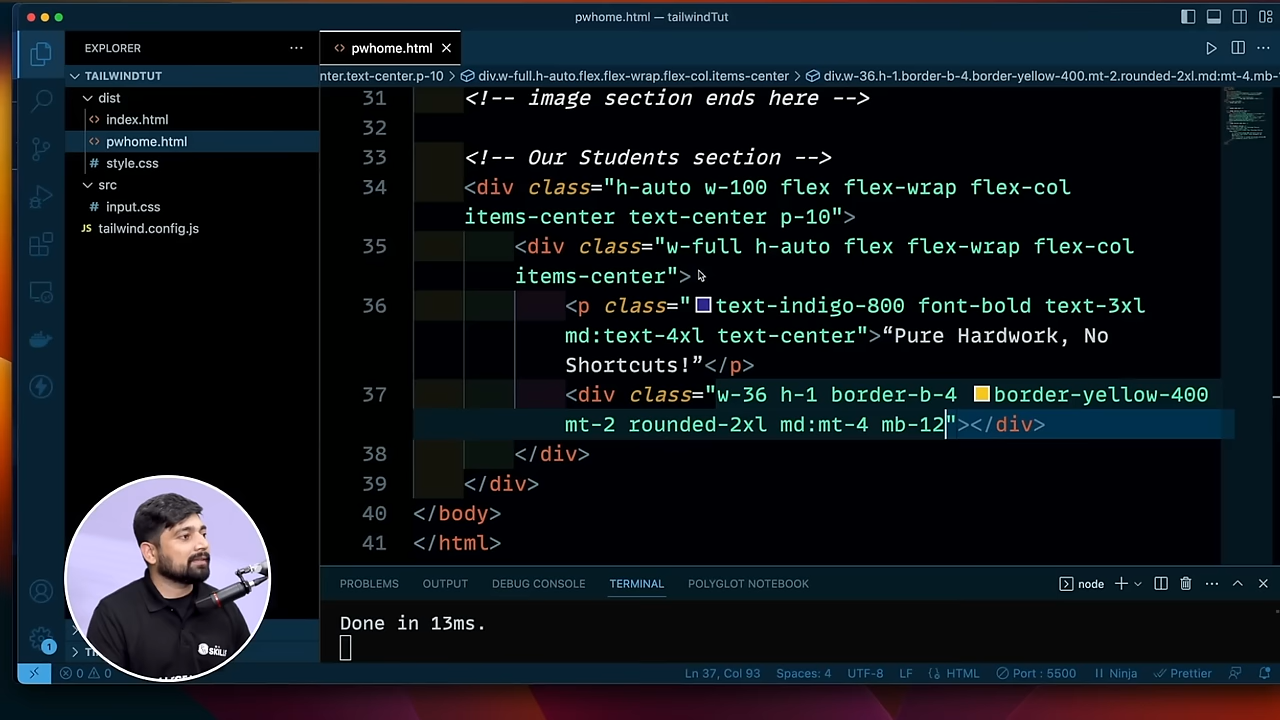 pwhome.html — tailwindTut
EXPLORER
pwhome.html
TAILWINDTUT
nter.text-center.p-10 > div.w-full.h-auto.flex.flex-wrap.flex-col.items-center > div.w-36.h-1.border-b-4.border-yellow-400.mt-2.rounded-2xl.md:mt-4.mb-
dist
index.html
pwhome.html
style.css
src
input.css
JS tailwind.config.js
31 <!-- image section ends here -->
32
33 <!-- Our Students section -->
34 <div class="h-auto w-100 flex flex-wrap flex-col
items-center text-center p-10">
35 <div class="w-full h-auto flex flex-wrap flex-col
items-center">
36 <p class="text-indigo-800 font-bold text-3xl
md:text-4xl text-center">“Pure Hardwork, No
Shortcuts!”</p>
37 <div class="w-36 h-1 border-b-4 border-yellow-400
mt-2 rounded-2xl md:mt-4 mb-12"></div>
38 </div>
39 </div>
40 </body>
41 </html>
PROBLEMS OUTPUT DEBUG CONSOLE TERMINAL POLYGLOT NOTEBOOK
node
Done in 13ms.
1
0 0
Ln 37, Col 93 Spaces: 4 UTF-8 LF HTML Port : 5500 Ninja Prettier